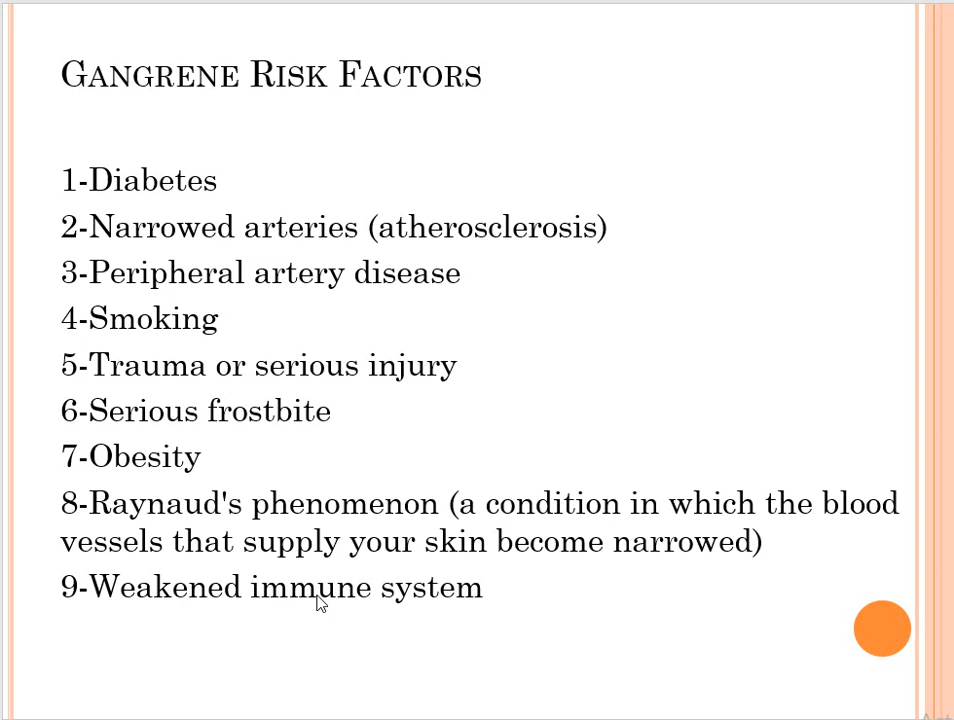 GANGRENE RISK FACTORS
1-Diabetes
2-Narrowed arteries (atherosclerosis)
3-Peripheral artery disease
4-Smoking
5-Trauma or serious injury
6-Serious frostbite
7-Obesity
8-Raynaud's phenomenon (a condition in which the blood
vessels that supply your skin become narrowed)
9-Weakened immune system